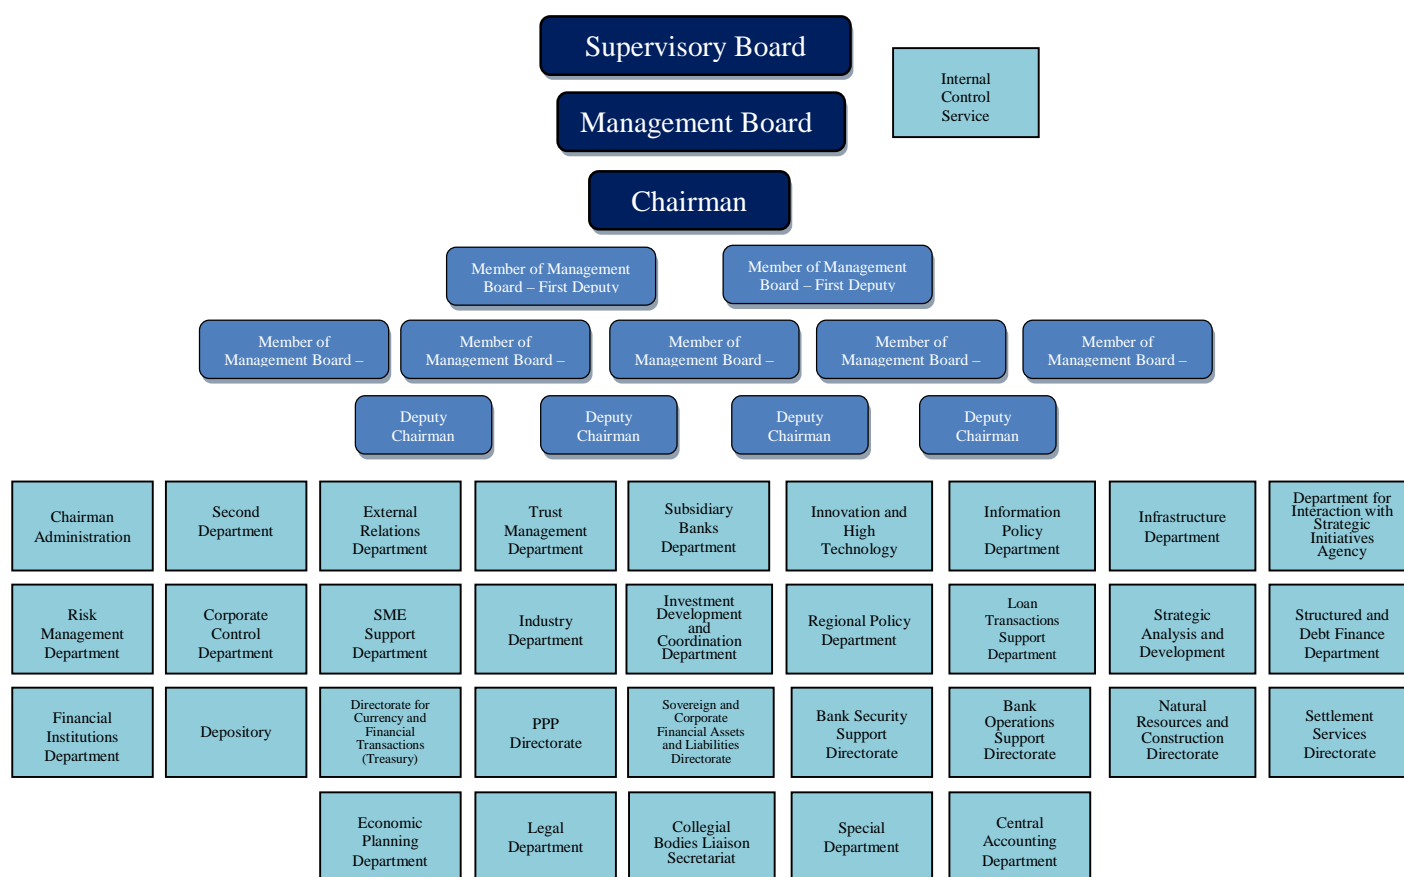 Supervisory Board
Internal
Control
Service
Management Board
Chairman
Member of Management
Board – First Deputy
Member of Management
Board – First Deputy
Member of
Management Board –
Member of
Management Board –
Member of
Management Board –
Member of
Management Board –
Member of
Management Board –
Deputy
Chairman
Deputy
Chairman
Deputy
Chairman
Deputy
Chairman
Chairman
Administration
Second
Department
External
Relations
Department
Trust
Management
Department
Subsidiary
Banks
Department
Innovation and
High
Technology
Information
Policy
Department
Infrastructure
Department
Department for
Interaction with
Strategic
Initiatives
Agency
Risk
Management
Department
Corporate
Control
Department
SME
Support
Department
Industry
Department
Investment
Development
and
Coordination
Department
Regional Policy
Department
Loan
Transactions
Support
Department
Strategic
Analysis and
Development
Structured and
Debt Finance
Department
Financial
Institutions
Department
Depository
Directorate for
Currency and
Financial
Transactions
(Treasury)
PPP
Directorate
Sovereign and
Corporate
Financial Assets
and Liabilities
Directorate
Bank Security
Support
Directorate
Bank
Operations
Support
Directorate
Natural
Resources and
Construction
Directorate
Settlement
Services
Directorate
Economic
Planning
Department
Legal
Department
Collegial
Bodies Liaison
Secretariat
Special
Department
Central
Accounting
Department